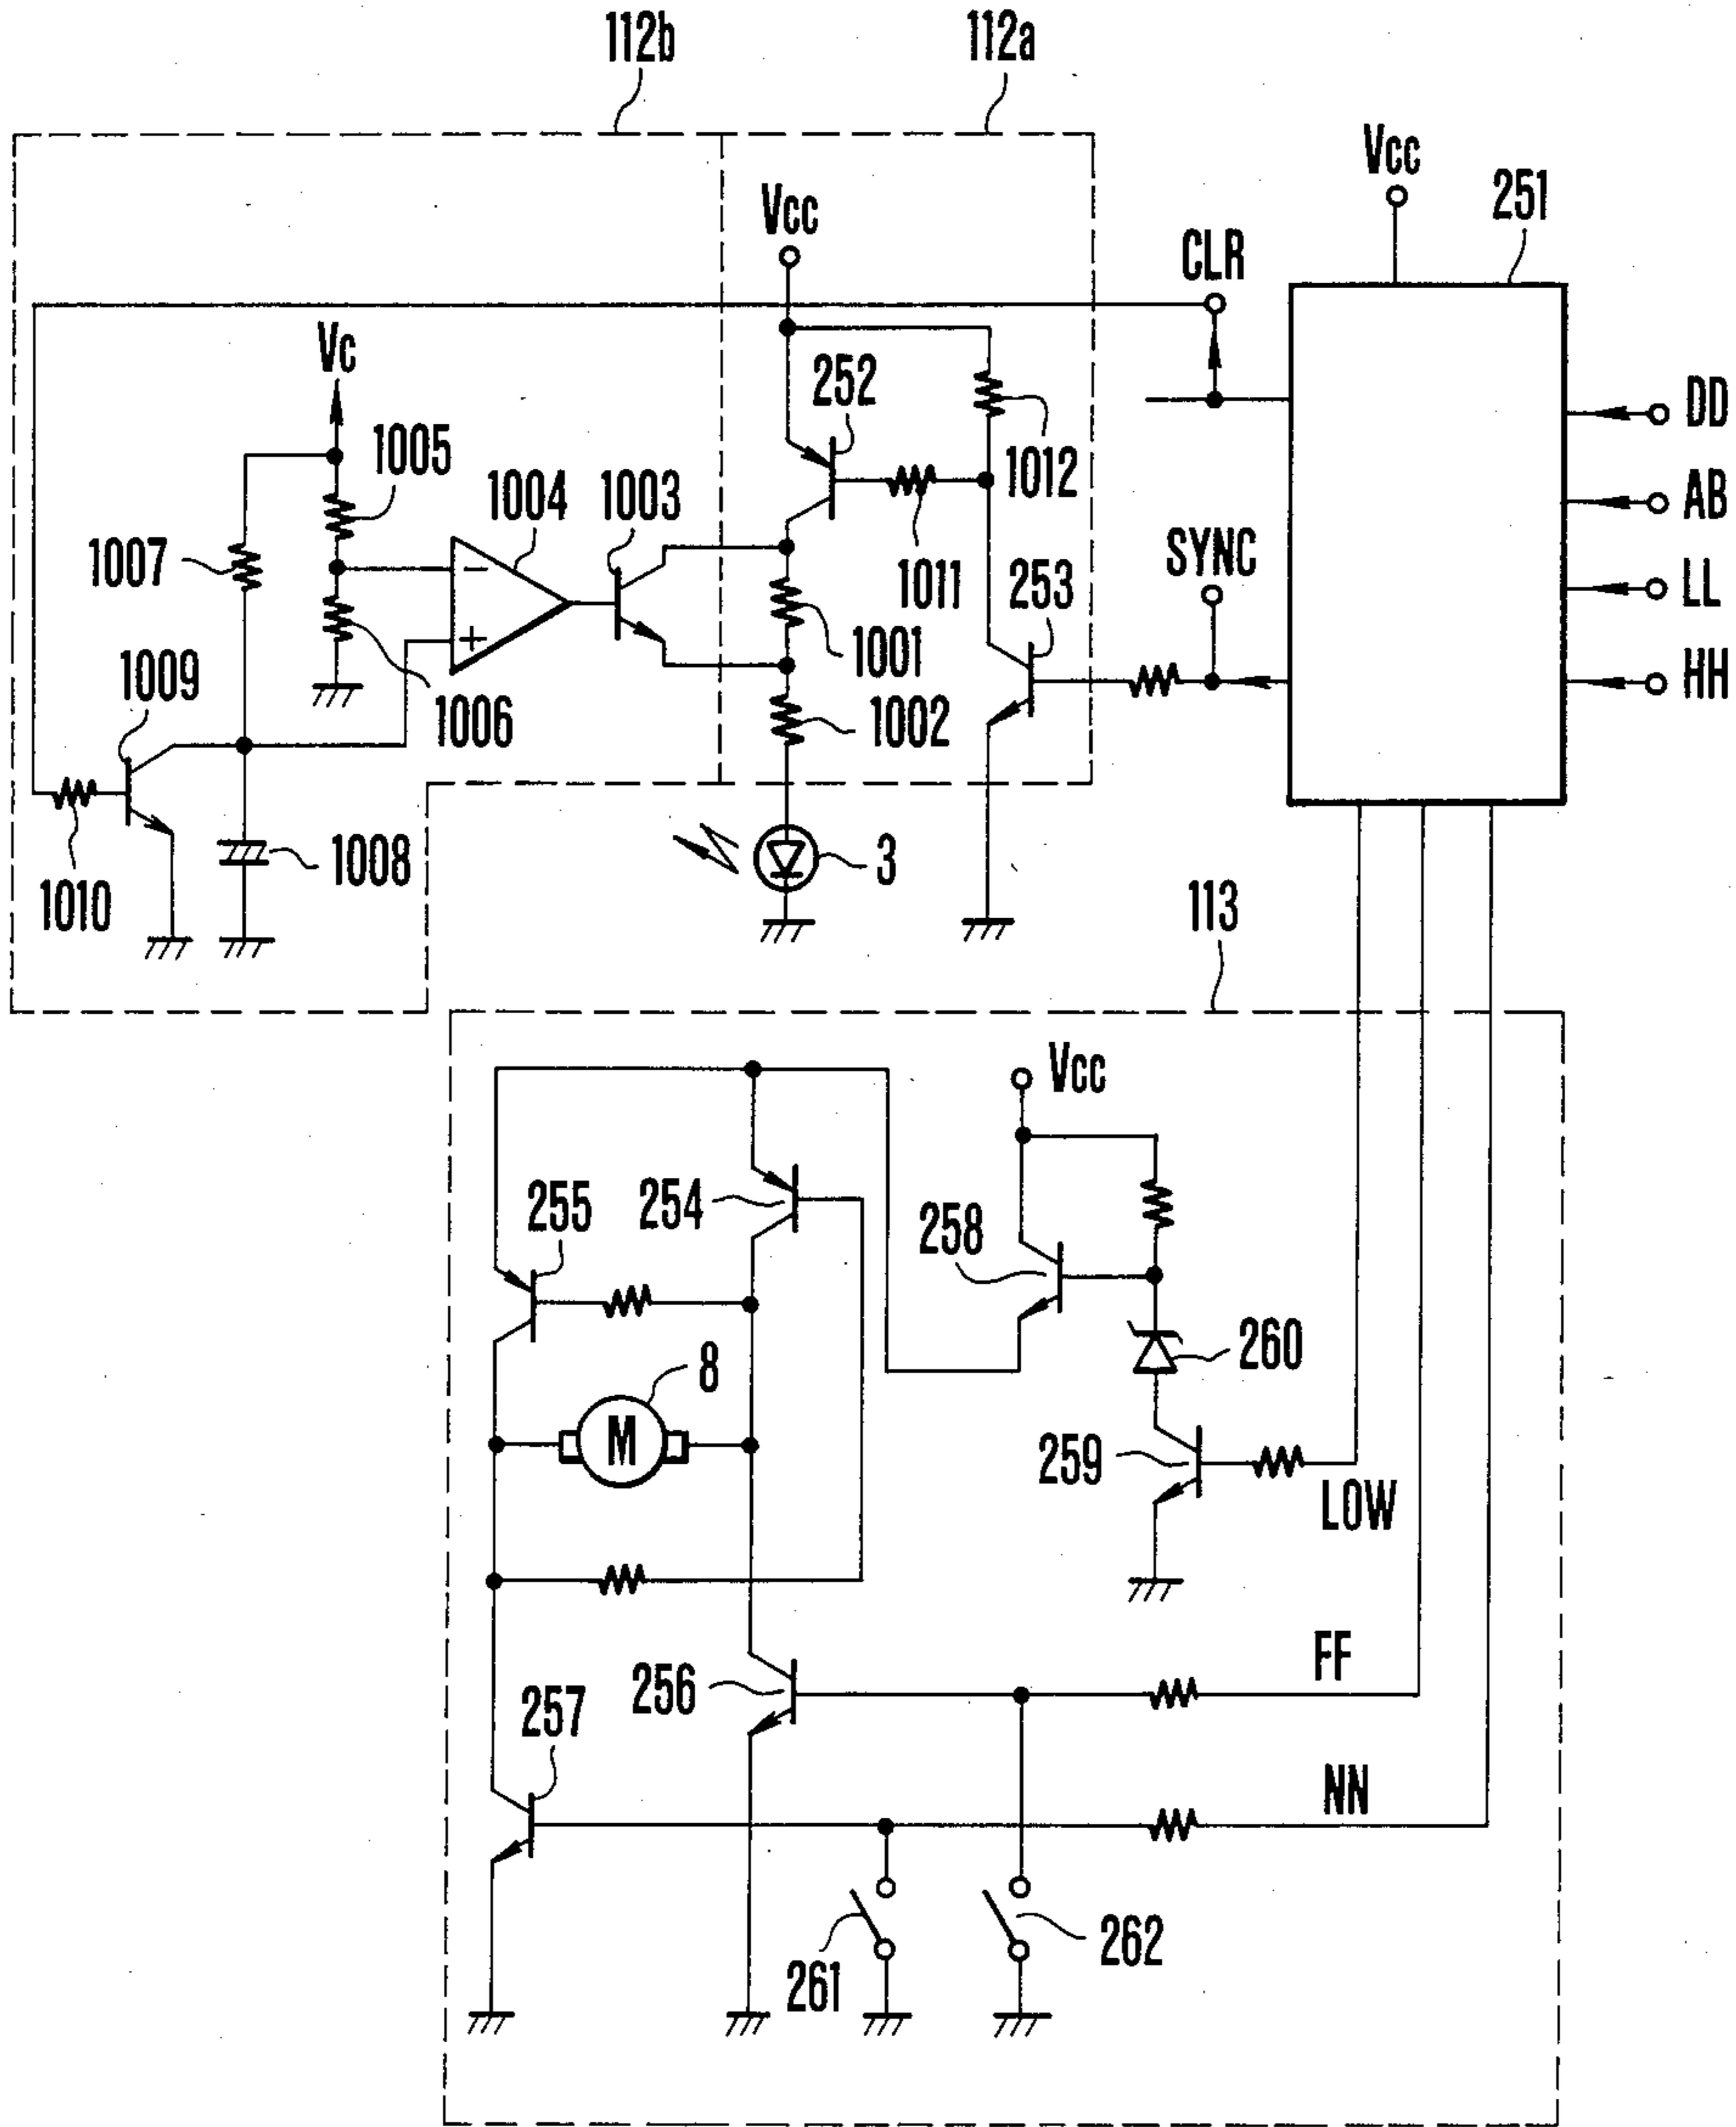 112b
112a
Vcc
251
Vcc
CLR
Vc
252
DD
1005
1012
AB
1004
1003
SYNC
1007
1011
253
LL
−
1001
+
HH
1009
1006
1002
1008
3
1010
113
Vcc
255
254
258
8
260
M
259
LOW
FF
256
257
NN
262
261